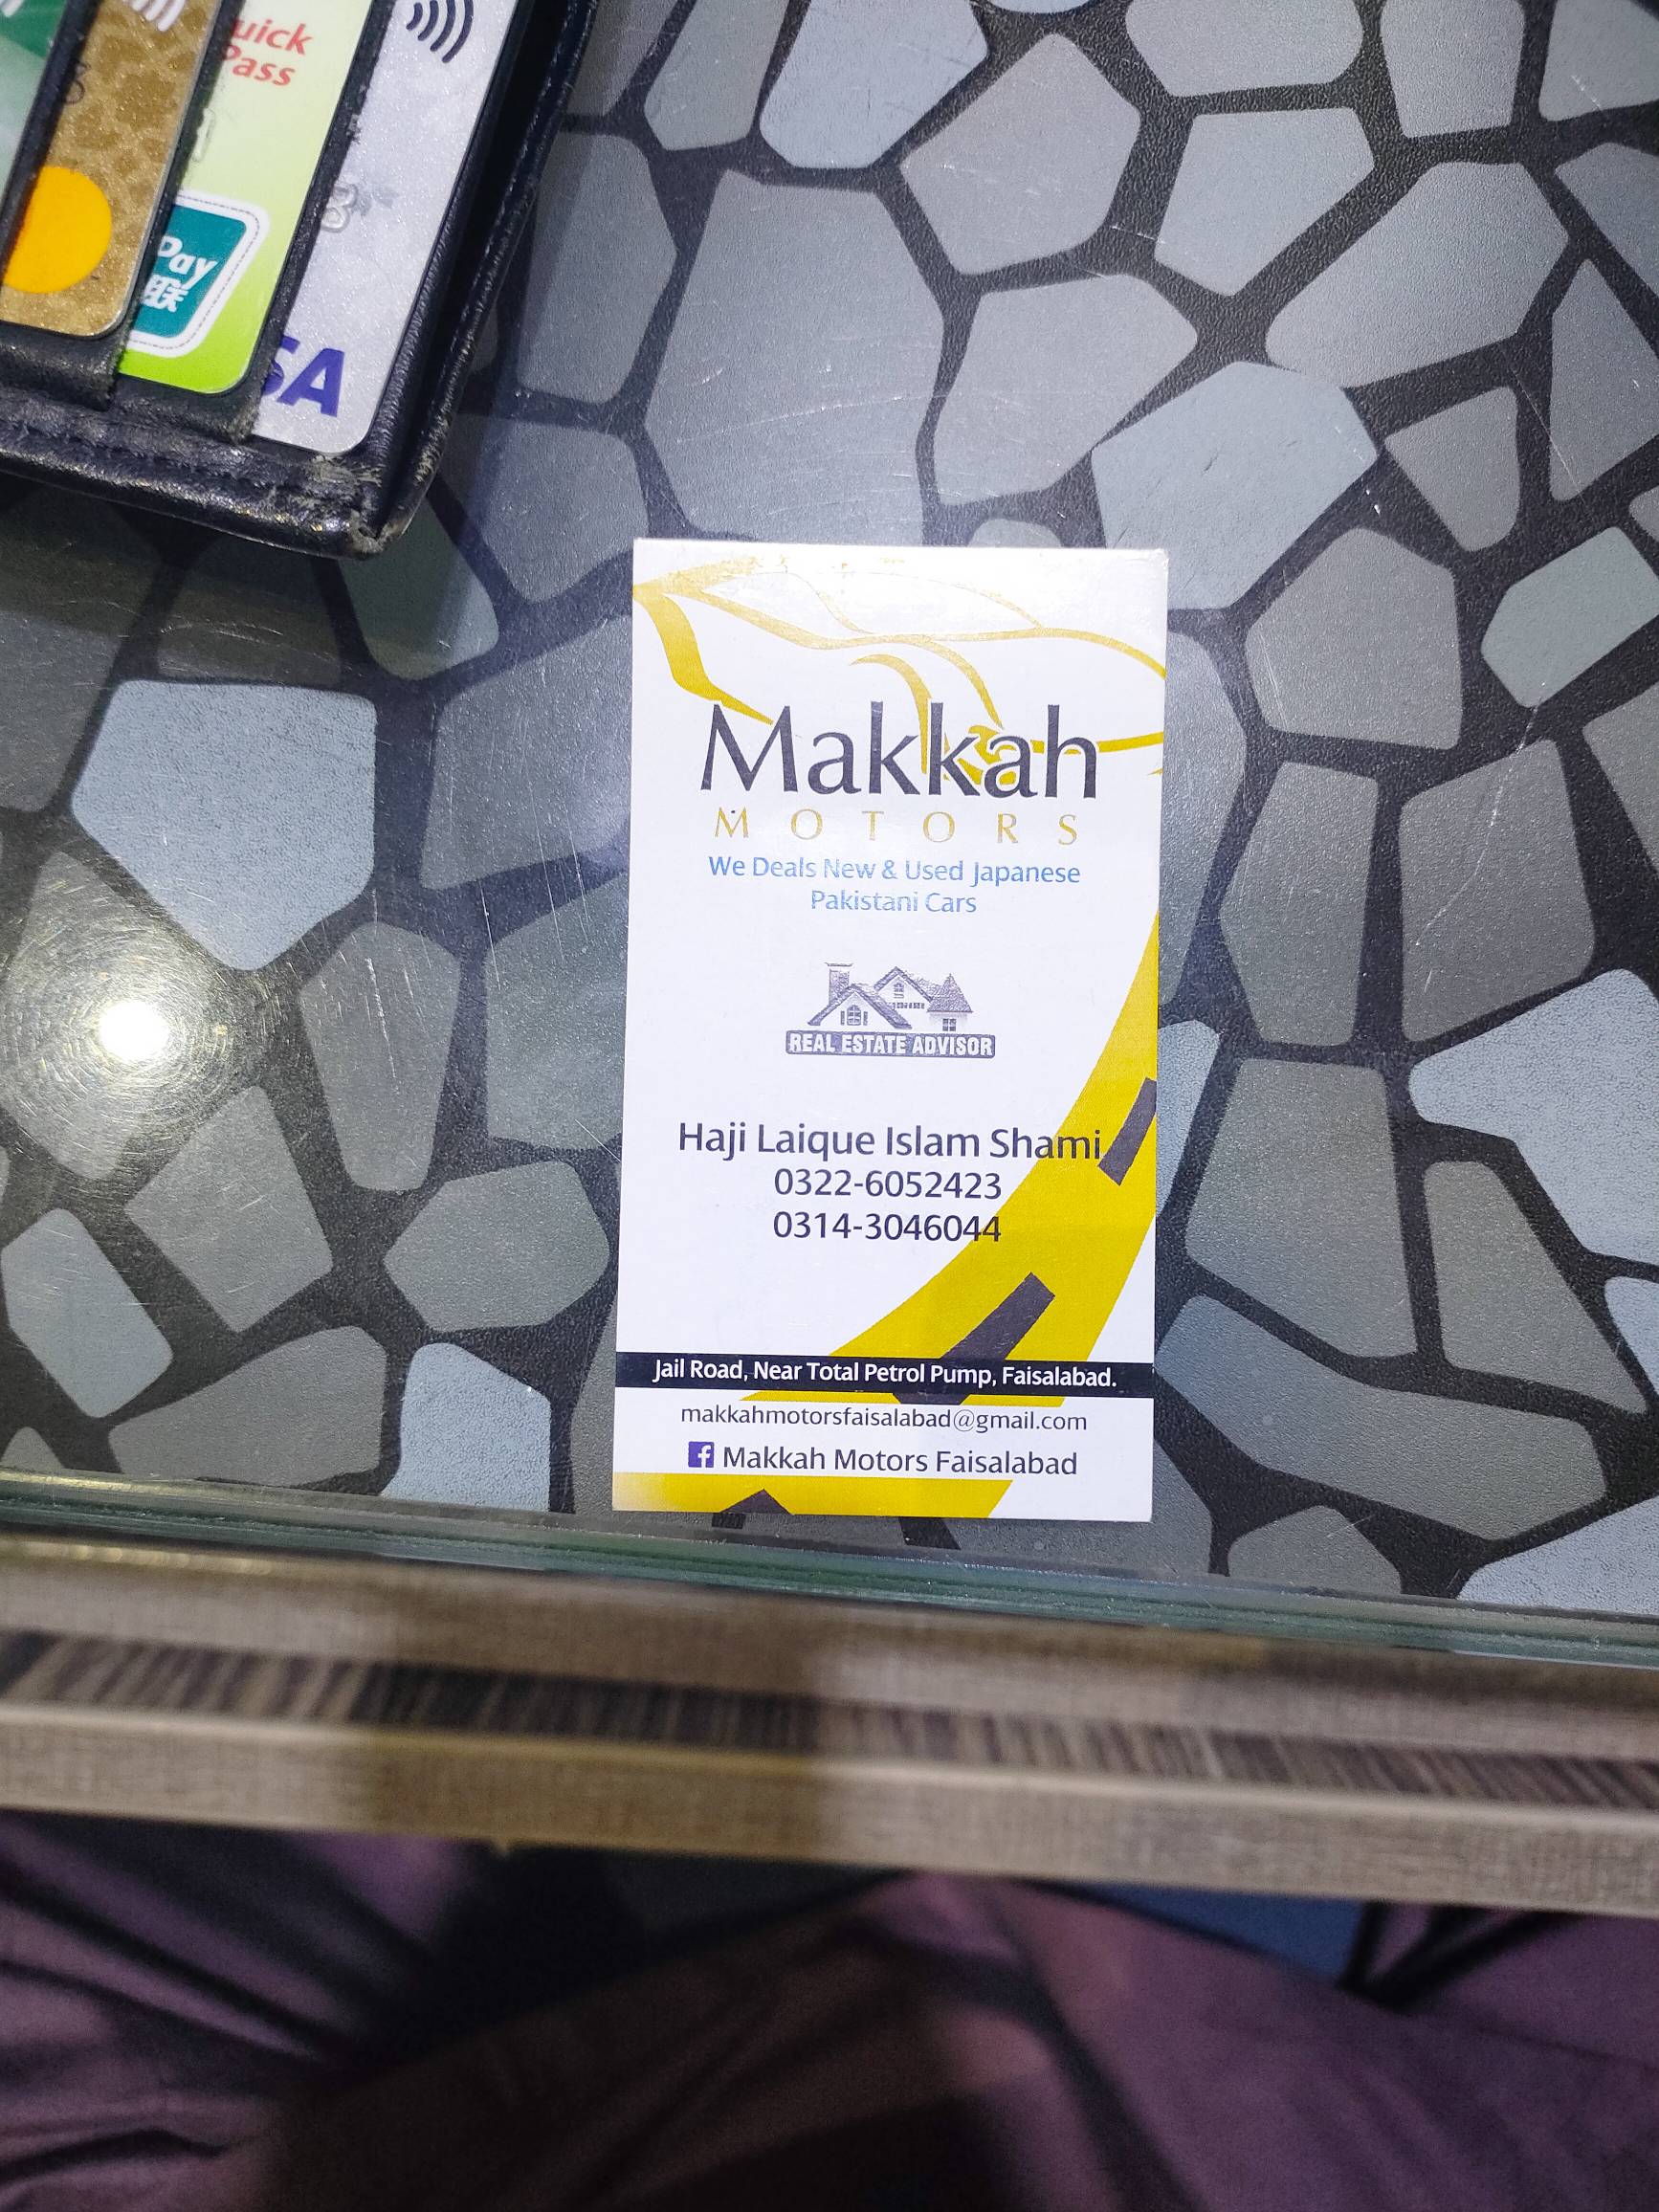 uick
Pass
Pay
联
SA
Makkah
MOTORS
We Deals New & Used Japanese
Pakistani Cars
REAL ESTATE ADVISOR
Haji Laique Islam Shami
0322-6052423
0314-3046044
Jail Road, Near Total Petrol Pump, Faisalabad.
makkahmotorsfaisalabad@gmail.com
f Makkah Motors Faisalabad